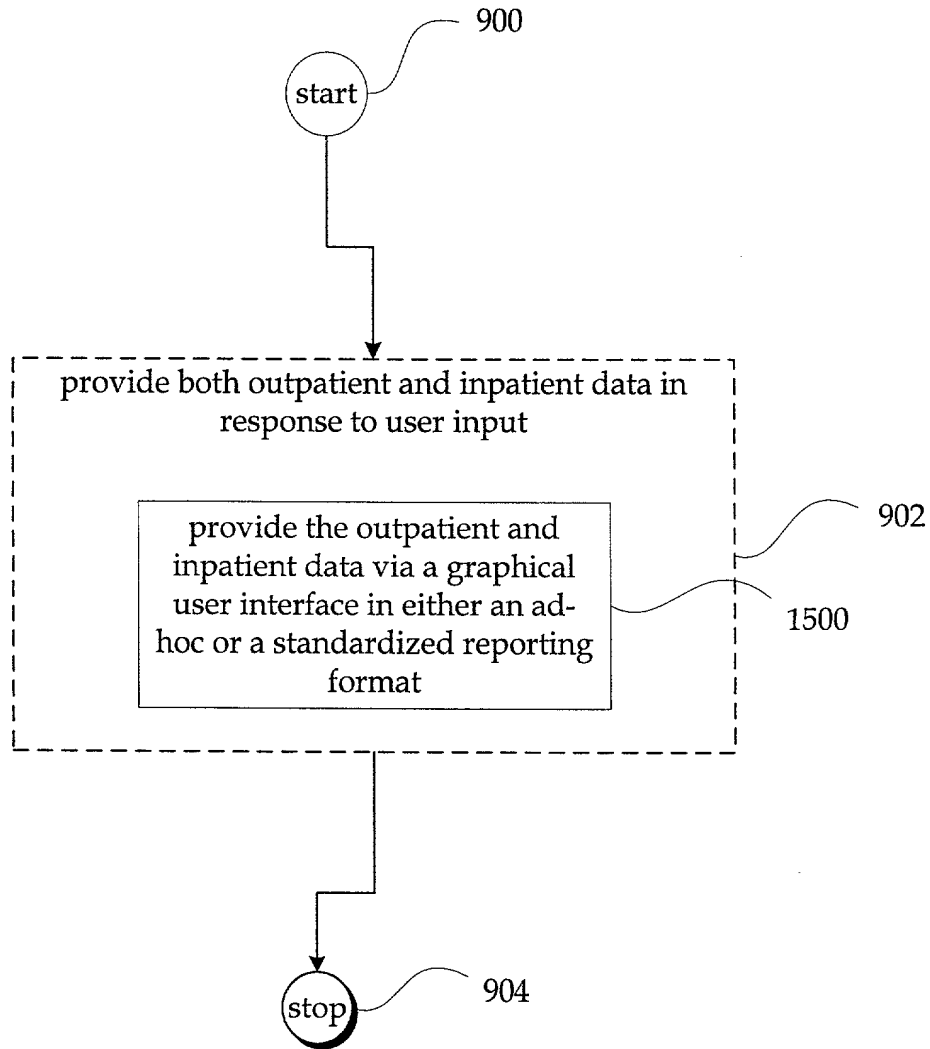 900
start
provide both outpatient and inpatient data in
response to user input
902
provide the outpatient and
inpatient data via a graphical
user interface in either an ad-
hoc or a standardized reporting
format
1500
904
stop